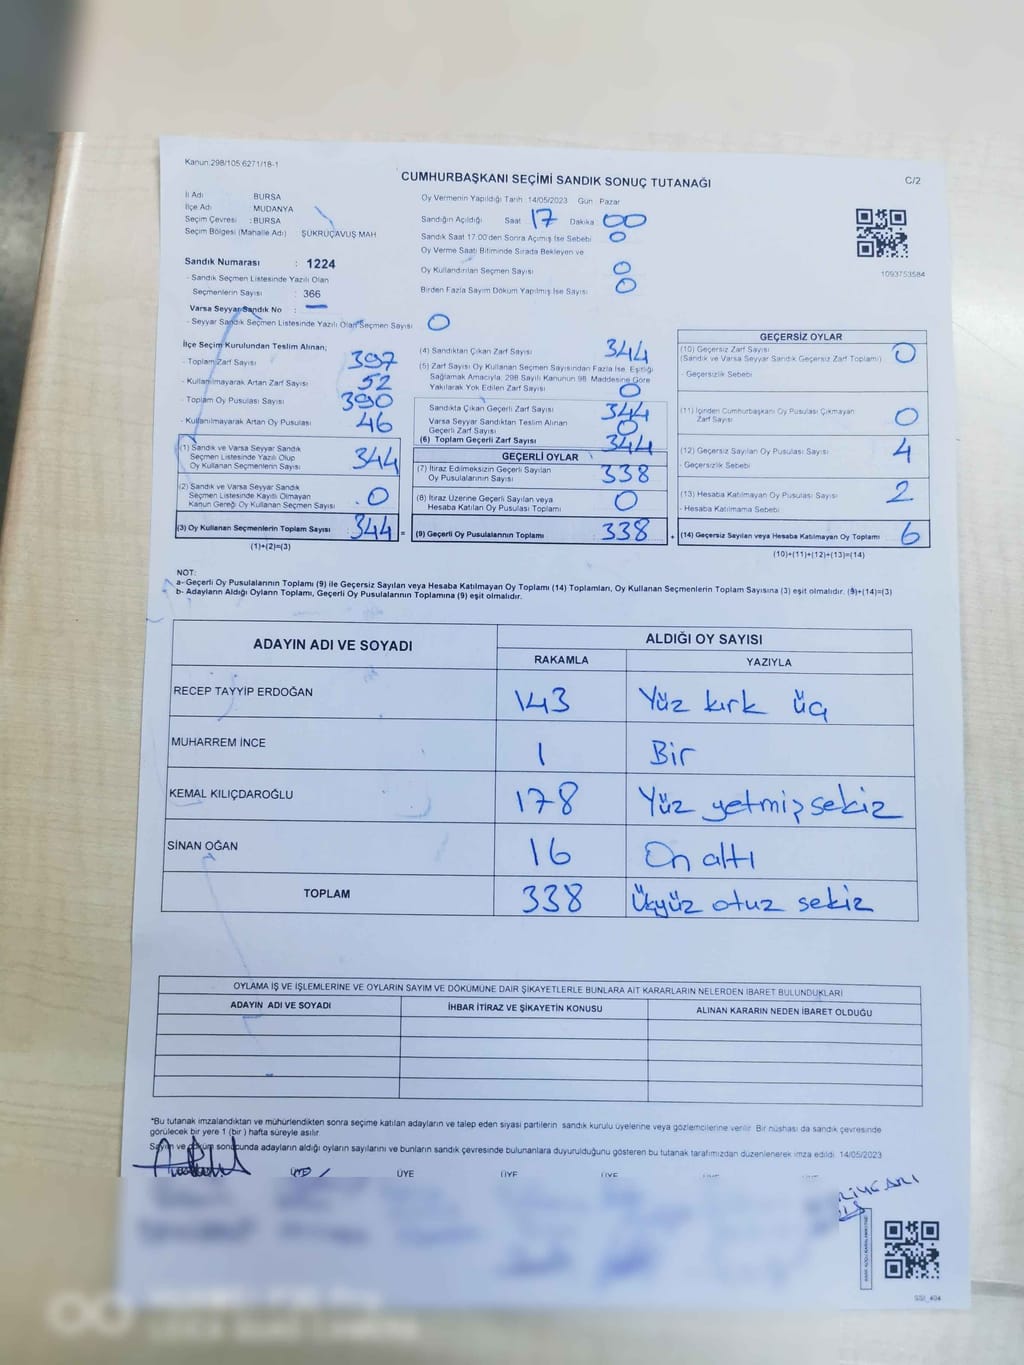 Kanun.298/105.6271/18-1
CUMHURBAŞKANI SEÇİMİ SANDIK SONUÇ TUTANAĞI
C/2
İl Adı BURSA
İlçe Adı MUDANYA
Seçim Çevresi : BURSA
Seçim Bölgesi (Mahalle Adı) ŞÜKRÜÇAVUŞ MAH
Sandık Numarası : 1224
- Sandık Seçmen Listesinde Yazılı Olan
Seçmenlerin Sayısı : 366
Varsa Seyyar Sandık No :
- Seyyar Sandık Seçmen Listesinde Yazılı Olan Seçmen Sayısı 0
Oy Vermenin Yapıldığı Tarih :14/05/2023 Gün Pazar
Sandığın Açıldığı Saat 17 Dakika 00
Sandık Saat 17:00'den Sonra Açımış İse Sebebi 0
Oy Verme Saati Bitiminde Sırada Bekleyen ve
Oy Kullandırılan Seçmen Sayısı 0
Birden Fazla Sayım Döküm Yapılmış İse Sayısı 0
1093753584
İlçe Seçim Kurulundan Teslim Alınan;
- Toplam Zarf Sayısı 397
- Kullanılmayarak Artan Zarf Sayısı 52
- Toplam Oy Pusulası Sayısı 390
- Kullanılmayarak Artan Oy Pusulası 46
(1) Sandık ve Varsa Seyyar Sandık
Seçmen Listesinde Yazılı Olup
Oy Kullanan Seçmenlerin Sayısı 344
(2) Sandık ve Varsa Seyyar Sandık
Seçmen Listesinde Kayıtlı Olmayan
Kanun Gereği Oy Kullanan Seçmen Sayısı 0
(3) Oy Kullanan Seçmenlerin Toplam Sayısı 344 =
(1)+(2)=(3)
(4) Sandıktan Çıkan Zarf Sayısı 344
(5) Zarf Sayısı Oy Kullanan Seçmen Sayısından Fazla İse, Eşitliği
Sağlamak Amacıyla; 298 Sayılı Kanunun 98. Maddesine Göre
Yakılarak Yok Edilen Zarf Sayısı 0
Sandıkta Çıkan Geçerli Zarf Sayısı 344
Varsa Seyyar Sandıktan Teslim Alınan
Geçerli Zarf Sayısı 0
(6) Toplam Geçerli Zarf Sayısı 344
GEÇERLİ OYLAR
(7) İtiraz Edilmeksizin Geçerli Sayılan
Oy Pusulalarının Sayısı 338
(8) İtiraz Üzerine Geçerli Sayılan veya
Hesaba Katılan Oy Pusulası Toplamı 0
(9) Geçerli Oy Pusulalarının Toplamı 338 +
GEÇERSİZ OYLAR
(10) Geçersiz Zarf Sayısı 0
(Sandık ve Varsa Seyyar Sandık Geçersiz Zarf Toplamı)
- Geçersizlik Sebebi
(11) İçinden Cumhurbaşkanı Oy Pusulası Çıkmayan
Zarf Sayısı 0
(12) Geçersiz Sayılan Oy Pusulası Sayısı 4
- Geçersizlik Sebebi
(13) Hesaba Katılmayan Oy Pusulası Sayısı 2
- Hesaba Katılmama Sebebi
(14) Geçersiz Sayılan veya Hesaba Katılmayan Oy Toplamı 6
(10)+(11)+(12)+(13)=(14)
NOT:
a- Geçerli Oy Pusulalarının Toplamı (9) ile Geçersiz Sayılan veya Hesaba Katılmayan Oy Toplamı (14) Toplamları, Oy Kullanan Seçmenlerin Toplam Sayısına (3) eşit olmalıdır. (9)+(14)=(3)
b- Adayların Aldığı Oyların Toplamı, Geçerli Oy Pusulalarının Toplamına (9) eşit olmalıdır.
ADAYIN ADI VE SOYADI
ALDIĞI OY SAYISI
RAKAMLA YAZIYLA
RECEP TAYYİP ERDOĞAN 143 Yüz kırk üç
MUHARREM İNCE 1 Bir
KEMAL KILIÇDAROĞLU 178 Yüz yetmiş sekiz
SİNAN OĞAN 16 On altı
TOPLAM 338 Üçyüz otuz sekiz
OYLAMA İŞ VE İŞLEMLERİNE VE OYLARIN SAYIM VE DÖKÜMÜNE DAİR ŞİKAYETLERLE BUNLARA AİT KARARLARIN NELERDEN İBARET BULUNDUKLARI
ADAYIN ADI VE SOYADI İHBAR İTİRAZ VE ŞİKAYETİN KONUSU ALINAN KARARIN NEDEN İBARET OLDUĞU
*Bu tutanak imzalandıktan ve mühürlendikten sonra seçime katılan adayların ve talep eden siyasi partilerin sandık kurulu üyelerine veya gözlemcilerine verilir. Bir nüshası da sandık çevresinde
görülecek bir yere 1 (bir) hafta süreyle asılır.
Sayım ve döküm sonucunda adayların aldığı oyların sayılarını ve bunların sandık çevresinde bulunanlara duyurulduğunu gösteren bu tutanak tarafımızdan düzenlenerek imza edildi. 14/05/2023
ÜYE ÜYE ÜYE ÜYE